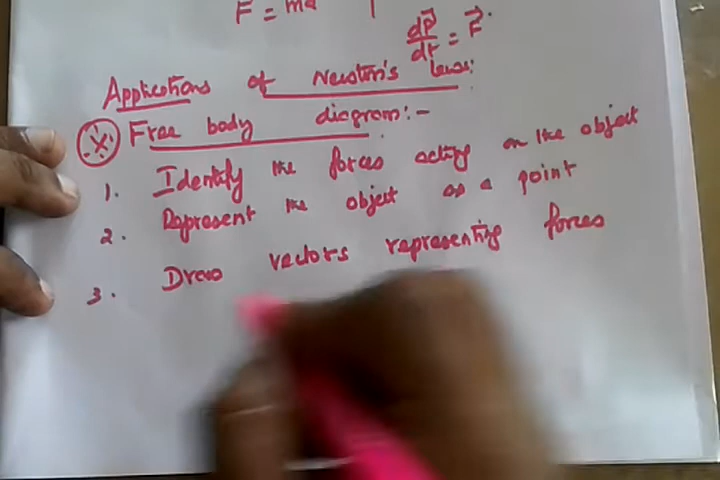 F = ma
dP⃗/dt = F⃗
Applications of Newton's laws:
(×) Free body diagram:-
1. Identify the forces acting on the object
2. Represent the object as a point
3. Draw vectors representing forces